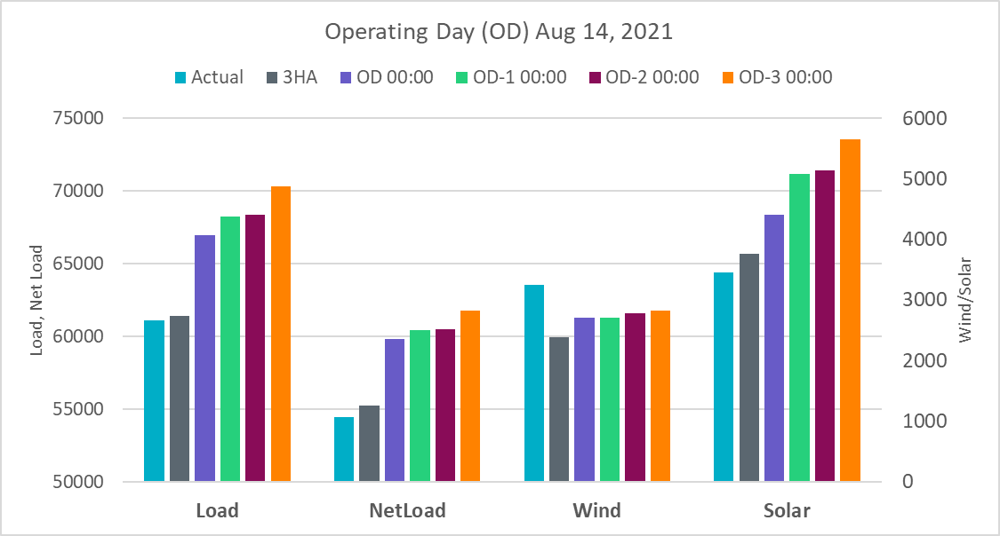 Operating Day (OD) Aug 14, 2021
Actual 3HA OD 00:00 OD-1 00:00 OD-2 00:00 OD-3 00:00
75000 6000
70000 5000
65000 4000
60000 3000
55000 2000
50000 1000
0
Load, Net Load
Wind/Solar
Load NetLoad Wind Solar